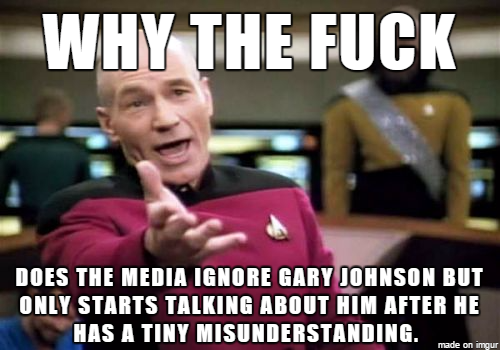 WHY THE FUCK
DOES THE MEDIA IGNORE GARY JOHNSON BUT
ONLY STARTS TALKING ABOUT HIM AFTER HE
HAS A TINY MISUNDERSTANDING.
made on imgur